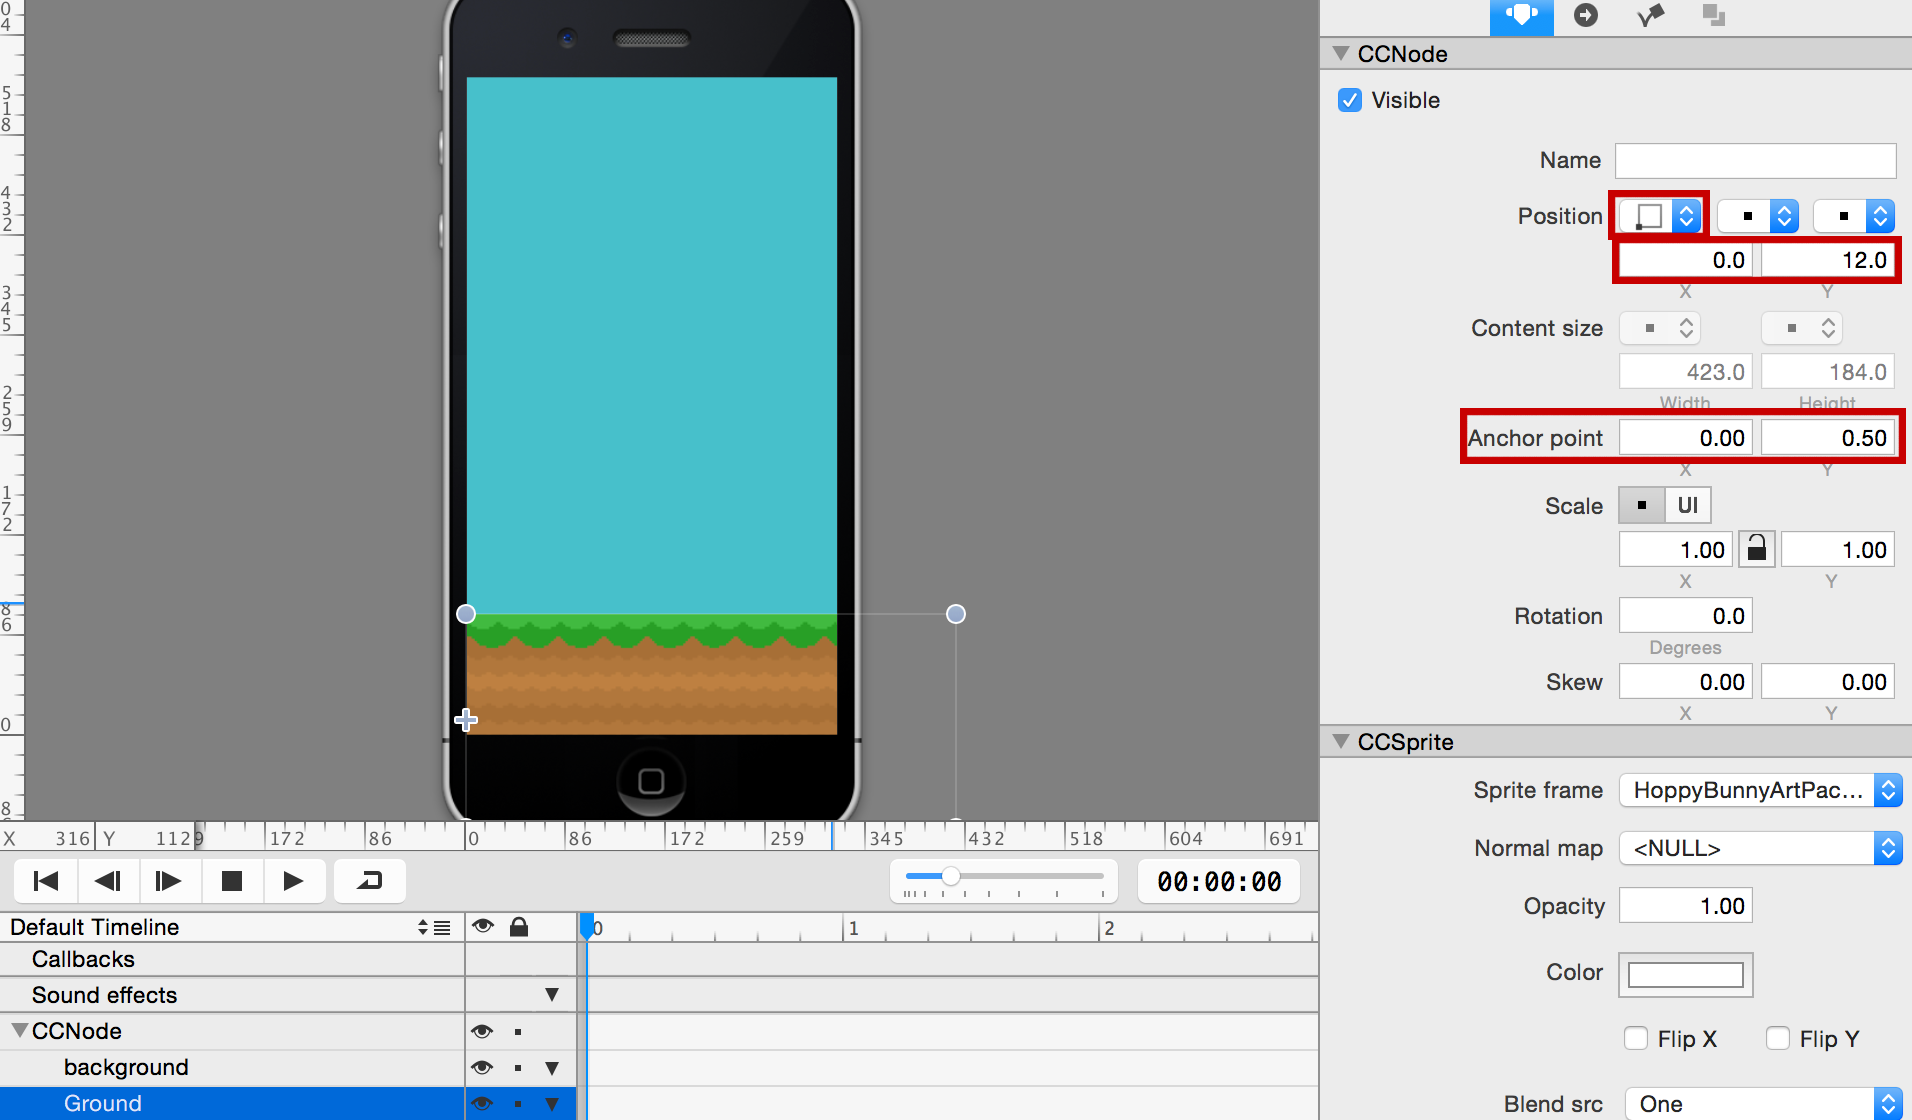 CCNode
Visible
Name
Position
0.0 12.0
X Y
Content size
423.0 184.0
Width Height
Anchor point 0.00 0.50
X Y
Scale UI
1.00 1.00
X Y
Rotation 0.0
Degrees
Skew 0.00 0.00
X Y
CCSprite
Sprite frame HoppyBunnyArtPac...
Normal map <NULL>
Opacity 1.00
Color
Flip X Flip Y
Blend src One
0
4
5
1
8
4
3
2
3
4
5
2
5
9
1
7
2
8
6
0
8
X 316 Y 1129 172 86 0 86 172 259 345 432 518 604 691
00:00:00
Default Timeline 0 1 2
Callbacks
Sound effects
CCNode
background
Ground